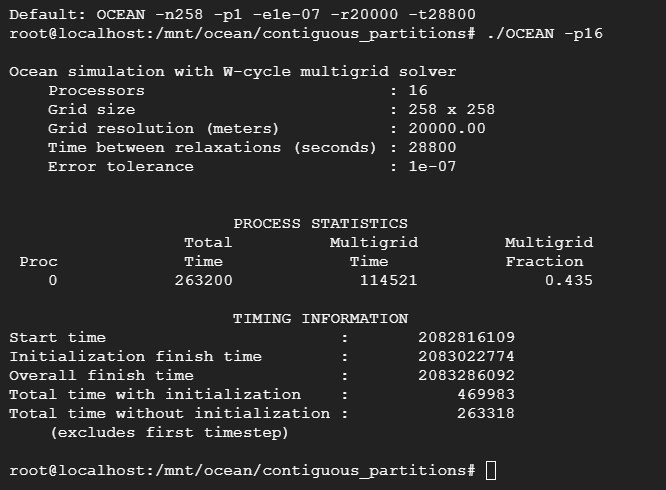 Default: OCEAN -n258 -p1 -e1e-07 -r20000 -t28800
root@localhost:/mnt/ocean/contiguous_partitions# ./OCEAN -p16
Ocean simulation with W-cycle multigrid solver
    Processors                         : 16
    Grid size                          : 258 x 258
    Grid resolution (meters)           : 20000.00
    Time between relaxations (seconds) : 28800
    Error tolerance                    : 1e-07
                       PROCESS STATISTICS
                  Total          Multigrid         Multigrid
 Proc             Time             Time            Fraction
    0            263200           114521             0.435
                       TIMING INFORMATION
Start time                        :       2082816109
Initialization finish time        :       2083022774
Overall finish time               :       2083286092
Total time with initialization    :           469983
Total time without initialization :           263318
    (excludes first timestep)
root@localhost:/mnt/ocean/contiguous_partitions#